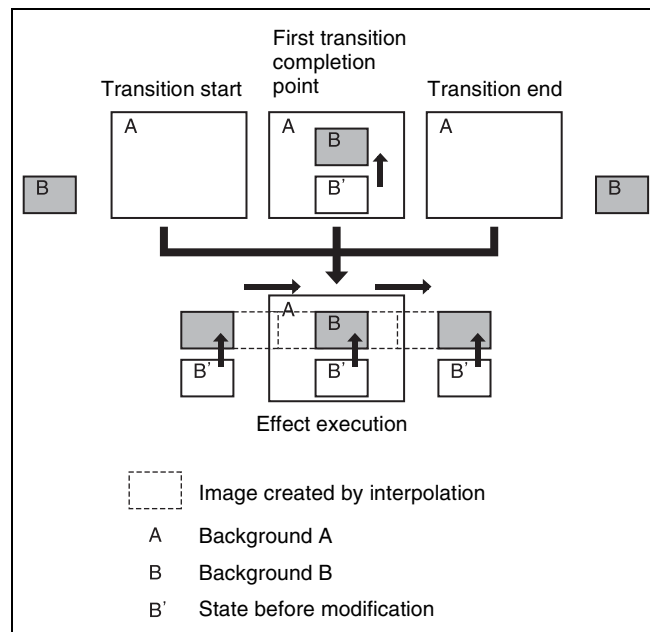 First transition
completion
point
Transition start
Transition end
A
A
A
B
B
B
B'
A
B
B'
B'
B'
Effect execution
Image created by interpolation
A Background A
B Background B
B' State before modification